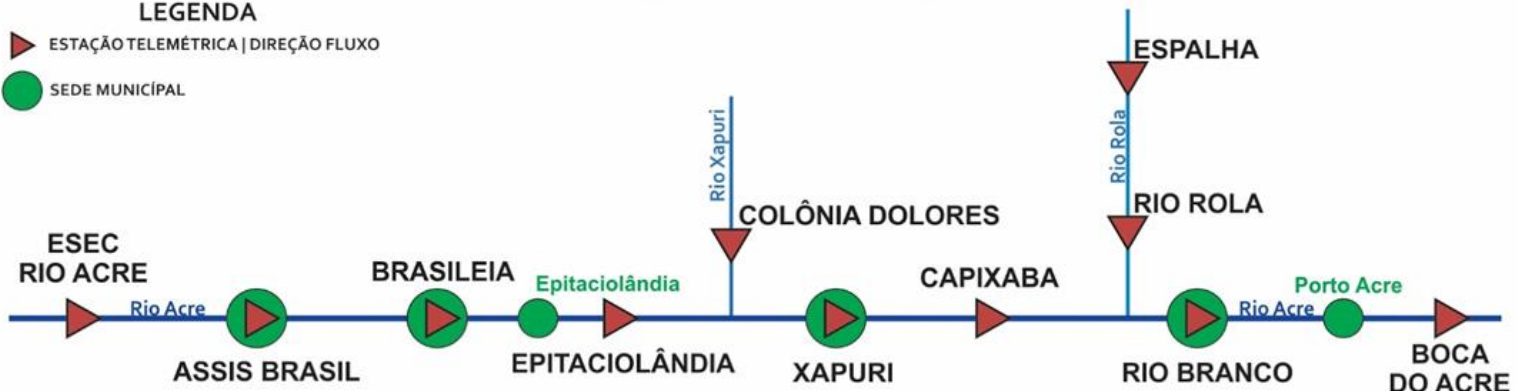 LEGENDA
ESTAÇÃO TELEMÉTRICA | DIREÇÃO FLUXO
SEDE MUNICÍPAL
ESPALHA
Rio Xapuri
Rio Rola
COLÔNIA DOLORES
RIO ROLA
ESEC
RIO ACRE
BRASILEIA
Epitaciolândia
CAPIXABA
Porto Acre
Rio Acre
Rio Acre
ASSIS BRASIL
EPITACIOLÂNDIA
XAPURI
RIO BRANCO
BOCA
DO ACRE